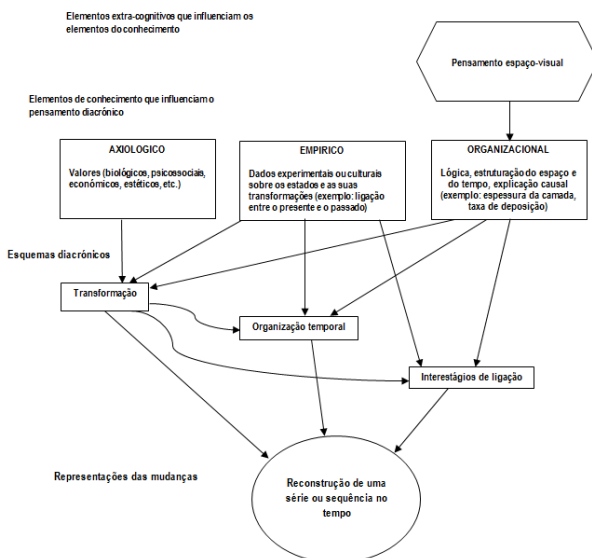 Elementos extra-cognitivos que influenciam os
elementos do conhecimento
Pensamento espaço-visual
Elementos de conhecimento que influenciam o
pensamento diacrónico
AXIOLOGICO
Valores (biológicos, psicossociais,
económicos, estéticos, etc.)
EMPIRICO
Dados experimentais ou culturais
sobre os estados e as suas
transformações (exemplo: ligação
entre o presente e o passado)
ORGANIZACIONAL
Lógica, estruturação do espaço e
do tempo, explicação causal
(exemplo: espessura da camada,
taxa de deposição)
Esquemas diacrónicos
Transformação
Organização temporal
Interestágios de ligação
Representações das mudanças
Reconstrução de uma
série ou sequência no
tempo